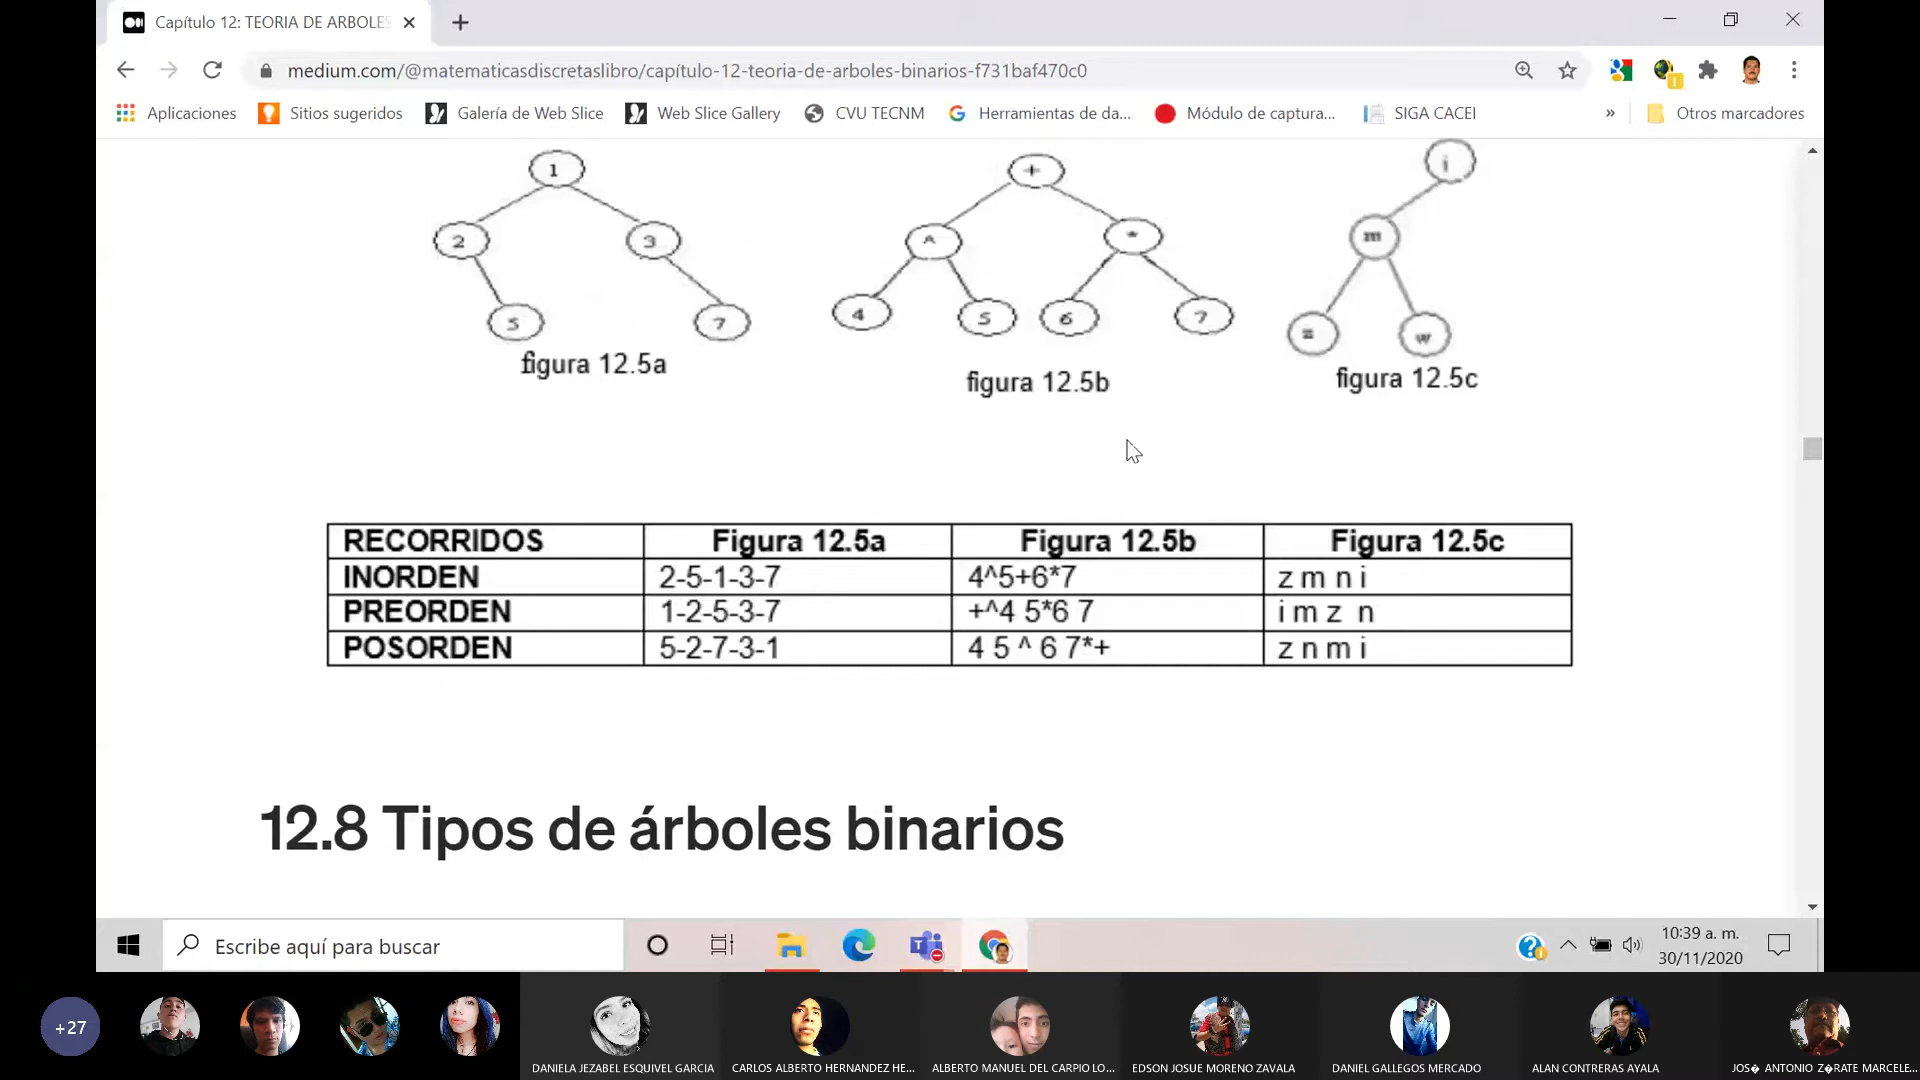 Capítulo 12: TEORIA DE ARBOLES
medium.com/@matematicasdiscretaslibro/capítulo-12-teoria-de-arboles-binarios-f731baf470c0
Aplicaciones Sitios sugeridos Galería de Web Slice Web Slice Gallery CVU TECNM Herramientas de da... Módulo de captura... SIGA CACEI » Otros marcadores
1 + i
2 3 ^ * m
5 7 4 5 6 7 z w
figura 12.5a figura 12.5b figura 12.5c
RECORRIDOS Figura 12.5a Figura 12.5b Figura 12.5c
INORDEN 2-5-1-3-7 4^5+6*7 z m n i
PREORDEN 1-2-5-3-7 +^4 5*6 7 i m z n
POSORDEN 5-2-7-3-1 4 5 ^ 6 7*+ z n m i
12.8 Tipos de árboles binarios
Escribe aquí para buscar
10:39 a. m.
30/11/2020
+27
DANIELA JEZABEL ESQUIVEL GARCIA CARLOS ALBERTO HERNANDEZ HE... ALBERTO MANUEL DEL CARPIO LO... EDSON JOSUE MORENO ZAVALA DANIEL GALLEGOS MERCADO ALAN CONTRERAS AYALA JOS� ANTONIO Z�RATE MARCELE...